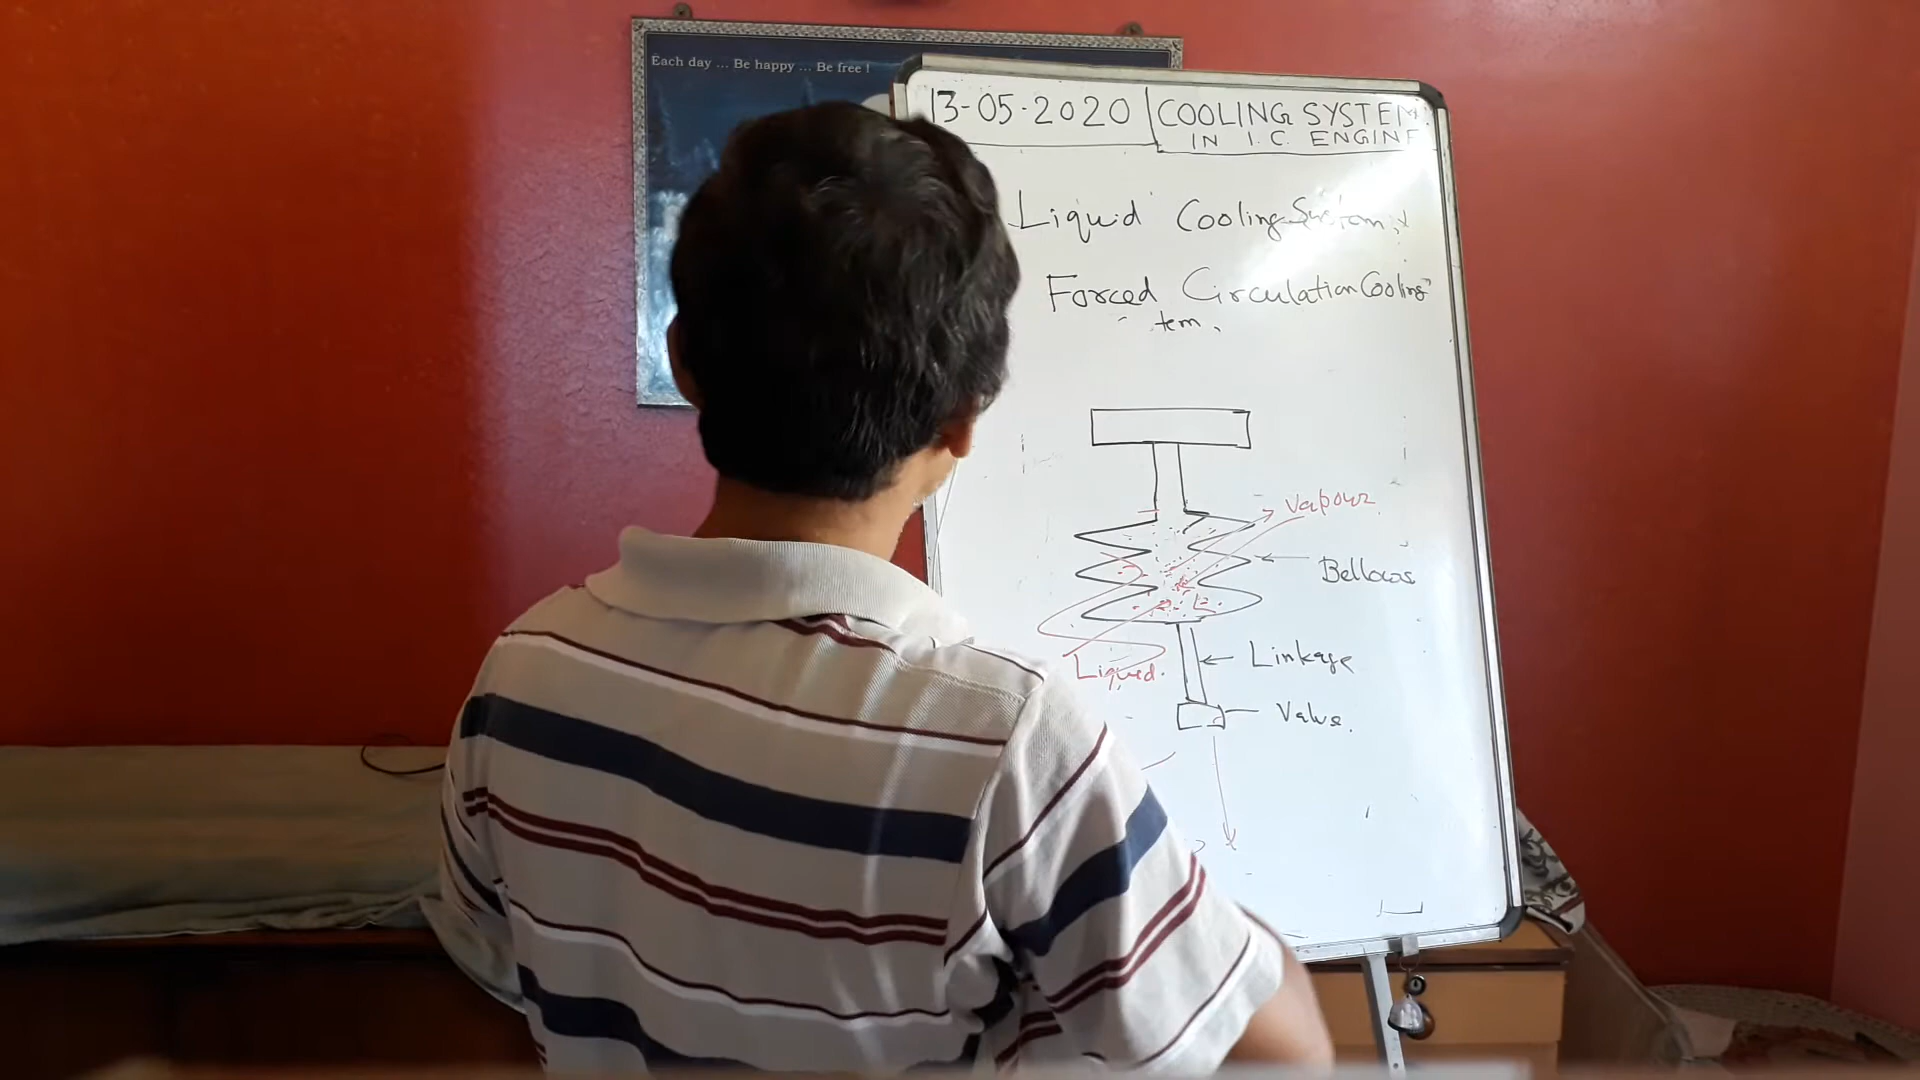 Each day ... Be happy ... Be free !
13-05-2020
COOLING SYSTEM
IN I.C. ENGINE
Liquid Cooling System
Forced Circulation Cooling
tem
Vapour
Bellows
Linkage
Liquid.
Valve.